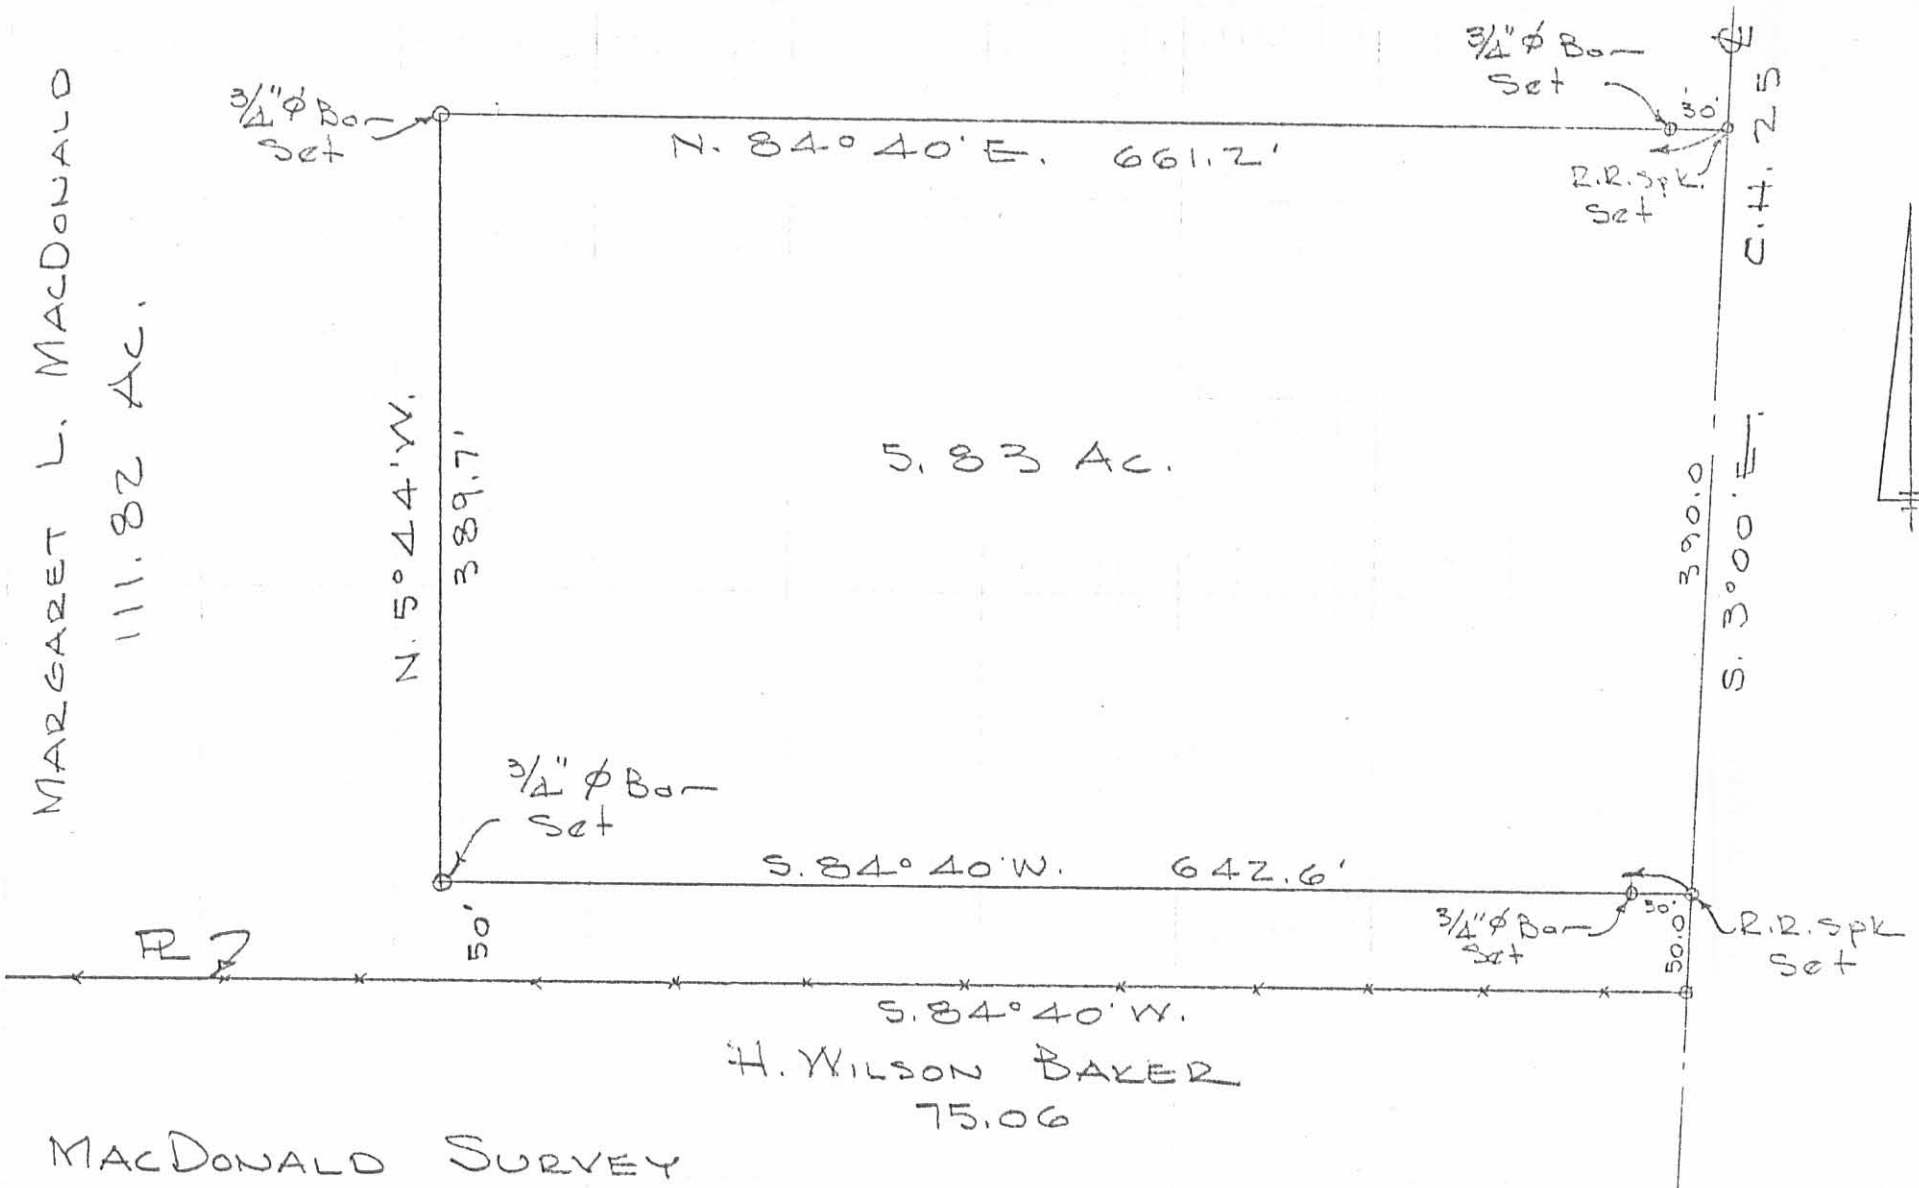 MARGARET L. MACDONALD
111.82 AC.
3/4" ϕ Bar
Set
N. 84° 40' E. 661.2'
3/4" ϕ Bar
Set
30'
R.R. Spk.
Set
℄
C.H. 25
N. 5° 44' W.
389.7'
5.83 Ac.
390.0
S. 3° 00' E.
3/4" ϕ Bar
Set
S. 84° 40' W. 642.6'
50'
3/4" ϕ Bar
Set
30'
50.0
R.R. Spk
Set
PL
S. 84° 40' W.
H. WILSON BAKER
75.06
MACDONALD SURVEY